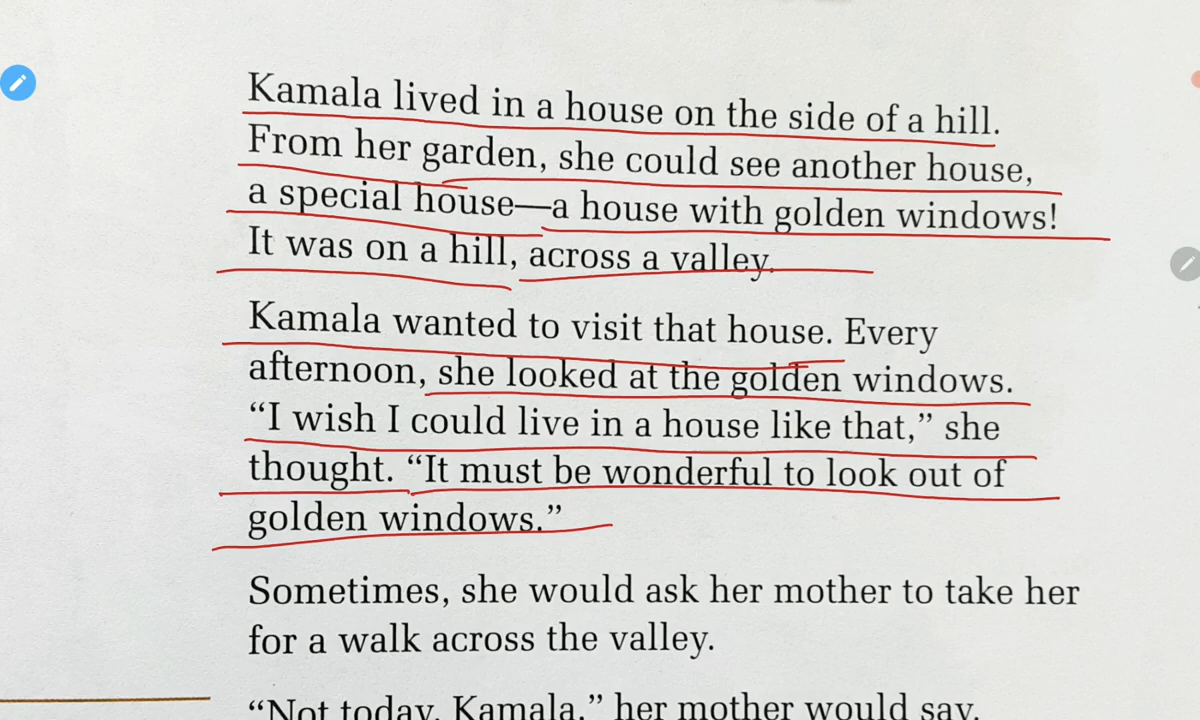 Kamala lived in a house on the side of a hill.
From her garden, she could see another house,
a special house—a house with golden windows!
It was on a hill, across a valley.
Kamala wanted to visit that house. Every
afternoon, she looked at the golden windows.
“I wish I could live in a house like that,” she
thought. “It must be wonderful to look out of
golden windows.”
Sometimes, she would ask her mother to take her
for a walk across the valley.
“Not today, Kamala,” her mother would say.